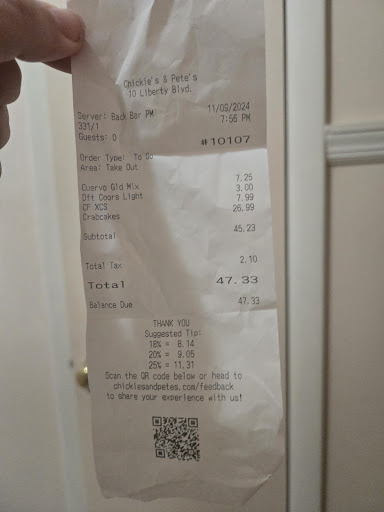 Chickie's & Pete's
10 Liberty Blvd.
Server: Back Bar PM 11/09/2024
331/1 7:56 PM
Guests: 0 #10107
Order Type: To Go
Area: Take Out
Cuervo Gld Mix 7.25
Dft Coors Light 3.00
CF XCS 7.99
Crabcakes 26.99
Subtotal 45.23
Total Tax 2.10
Total 47.33
Balance Due 47.33
THANK YOU
Suggested Tip:
18% = 8.14
20% = 9.05
25% = 11.31
Scan the QR code below or head to
chickiesandpetes.com/feedback
to share your experience with us!